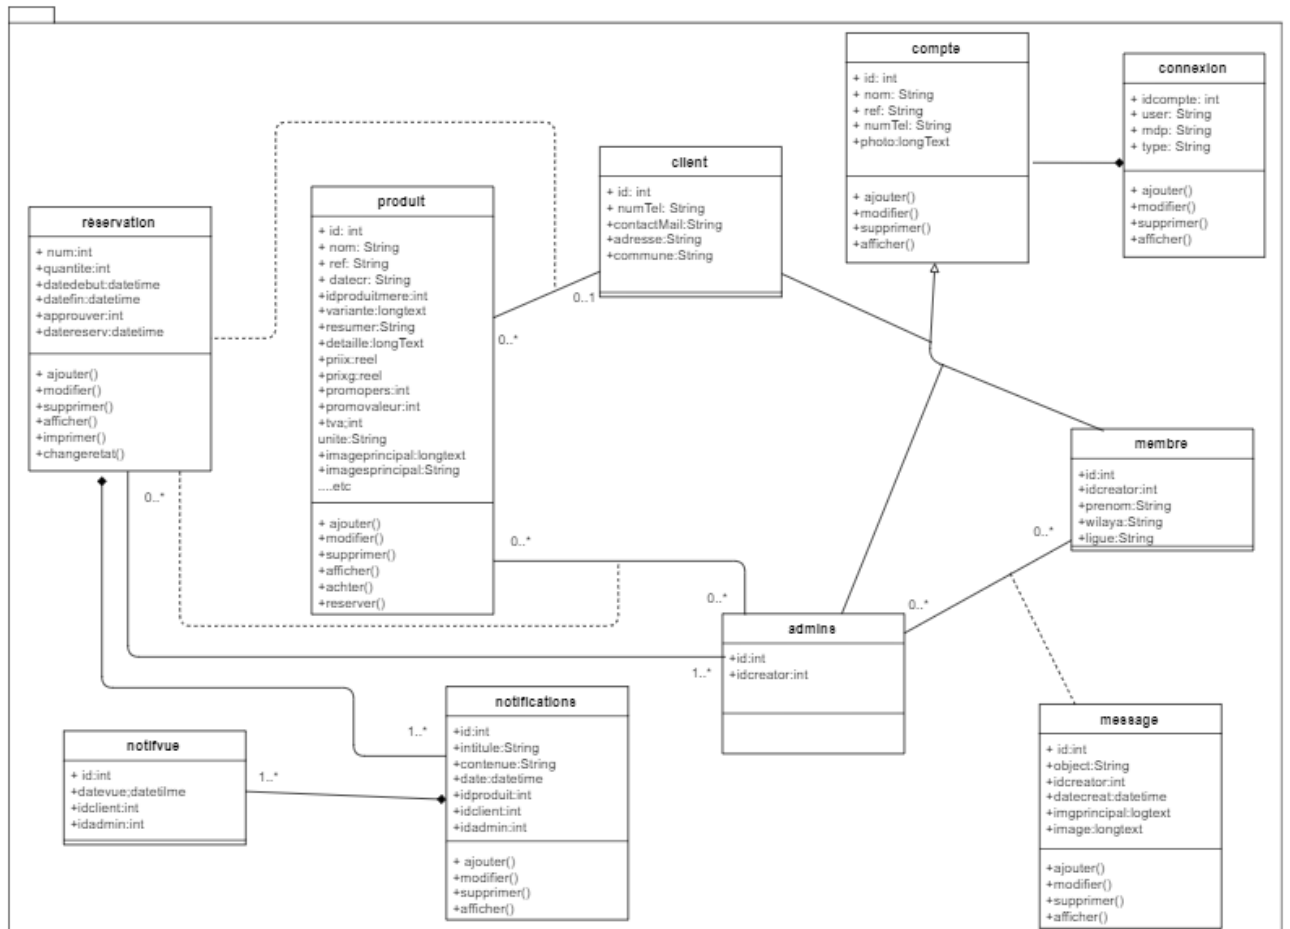 compte
+ id: int
+ nom: String
+ ref: String
+ numTel: String
+photo:longText
+ ajouter()
+modifier()
+supprimer()
+afficher()
connexion
+ idcompte: int
+ user: String
+ mdp: String
+ type: String
+ ajouter()
+modifier()
+supprimer()
+afficher()
client
+ id: int
+ numTel: String
+contactMail:String
+adresse:String
+commune:String
0..1
0..*
produit
+ id: int
+ nom: String
+ ref: String
+ datecr: String
+idproduitmere:int
+variante:longtext
+resumer:String
+detaille:longText
+priix:reel
+prixg:reel
+promopers:int
+promovaleur:int
+tva;int
unite:String
+imageprincipal:longtext
+imagesprincipal:String
....etc
+ ajouter()
+modifier()
+supprimer()
+afficher()
+achter()
+reserver()
réservation
+ num:int
+quantite:int
+datedebut:datetime
+datefin:datetime
+approuver:int
+datereserv:datetime
+ ajouter()
+modifier()
+supprimer()
+afficher()
+imprimer()
+changeretat()
0..*
0..*
0..*
membre
+id:int
+idcreator:int
+prenom:String
+wilaya:String
+ligue:String
0..*
0..*
admins
+id:int
+idcreator:int
1..*
notifications
+id:int
+intitule:String
+contenue:String
+date:datetime
+idproduit:int
+idclient:int
+idadmin:int
+ ajouter()
+modifier()
+supprimer()
+afficher()
1..*
notifvue
+ id:int
+datevue;datetilme
+idclient:int
+idadmin:int
1..*
message
+ id:int
+object:String
+idcreator:int
+datecreat:datetime
+imgprincipal:logtext
+image:longtext
+ajouter()
+modifier()
+supprimer()
+afficher()